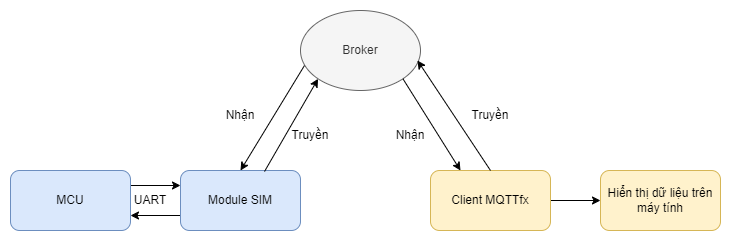 Broker
Nhận
Truyền
Nhận
Truyền
MCU
UART
Module SIM
Client MQTTfx
Hiển thị dữ liệu trên
máy tính